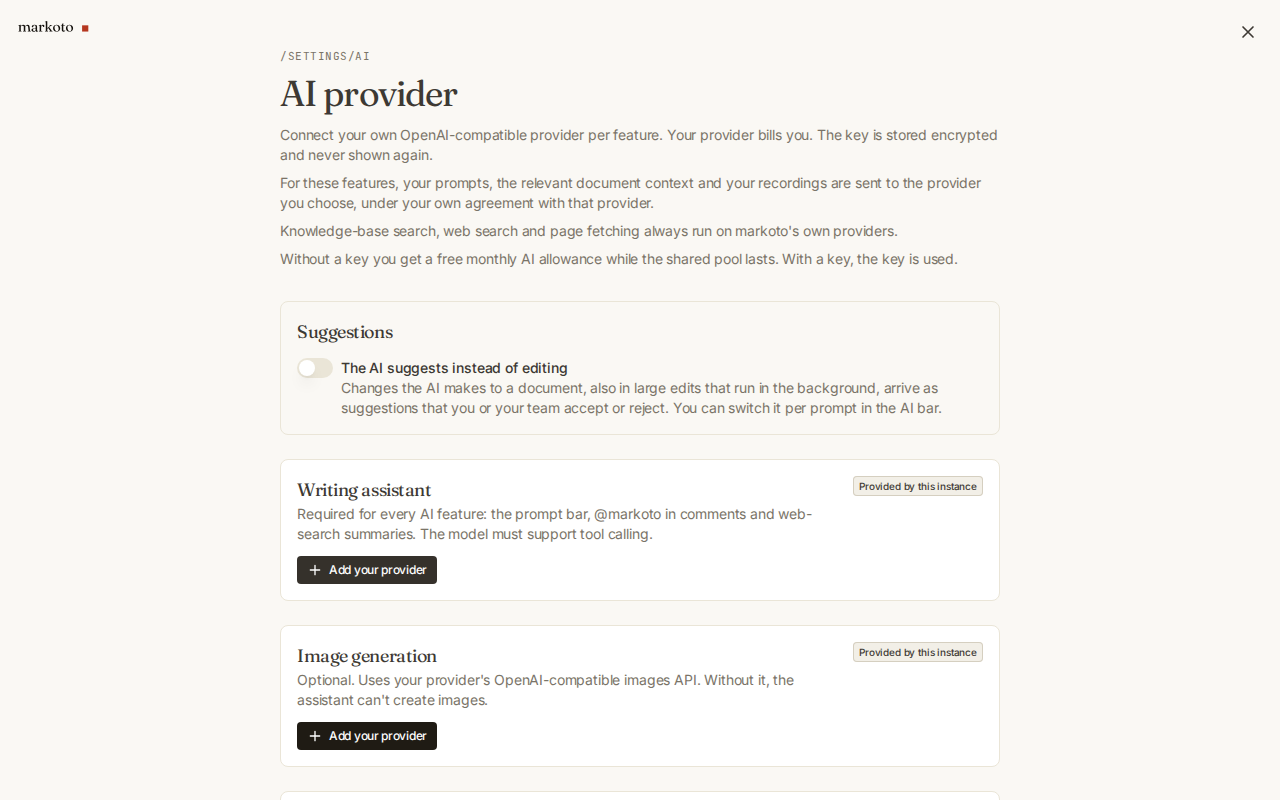 markoto
/SETTINGS/AI
AI provider
Connect your own OpenAI-compatible provider per feature. Your provider bills you. The key is stored encrypted
and never shown again.
For these features, your prompts, the relevant document context and your recordings are sent to the provider
you choose, under your own agreement with that provider.
Knowledge-base search, web search and page fetching always run on markoto's own providers.
Without a key you get a free monthly AI allowance while the shared pool lasts. With a key, the key is used.
Suggestions
The AI suggests instead of editing
Changes the AI makes to a document, also in large edits that run in the background, arrive as
suggestions that you or your team accept or reject. You can switch it per prompt in the AI bar.
Writing assistant
Provided by this instance
Required for every AI feature: the prompt bar, @markoto in comments and web-
search summaries. The model must support tool calling.
Add your provider
Image generation
Provided by this instance
Optional. Uses your provider's OpenAI-compatible images API. Without it, the
assistant can't create images.
Add your provider